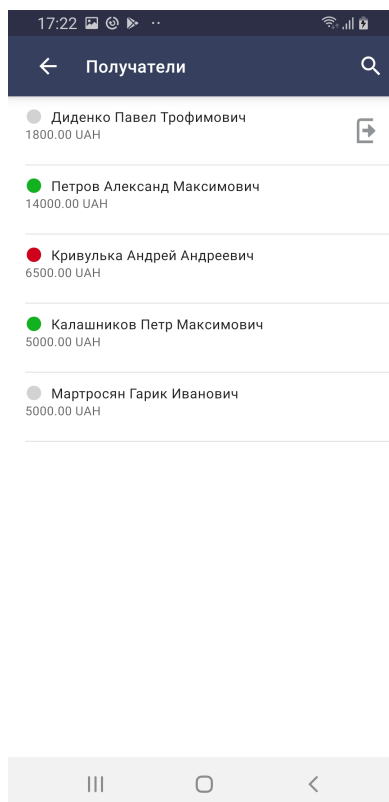 17:22
Получатели
Диденко Павел Трофимович
1800.00 UAH
Петров Александ Максимович
14000.00 UAH
Кривулька Андрей Андреевич
6500.00 UAH
Калашников Петр Максимович
5000.00 UAH
Мартросян Гарик Иванович
5000.00 UAH